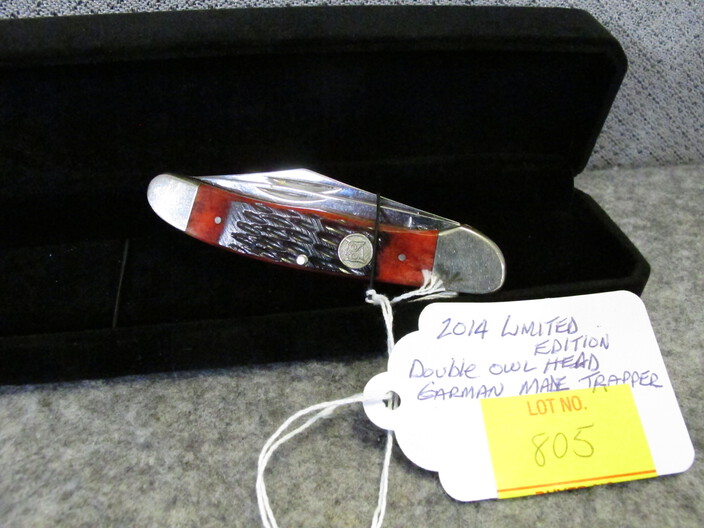 2014 LIMITED
EDITION
Double OWL HEAD
GARMAN MADE TRAPPER
LOT NO.
805